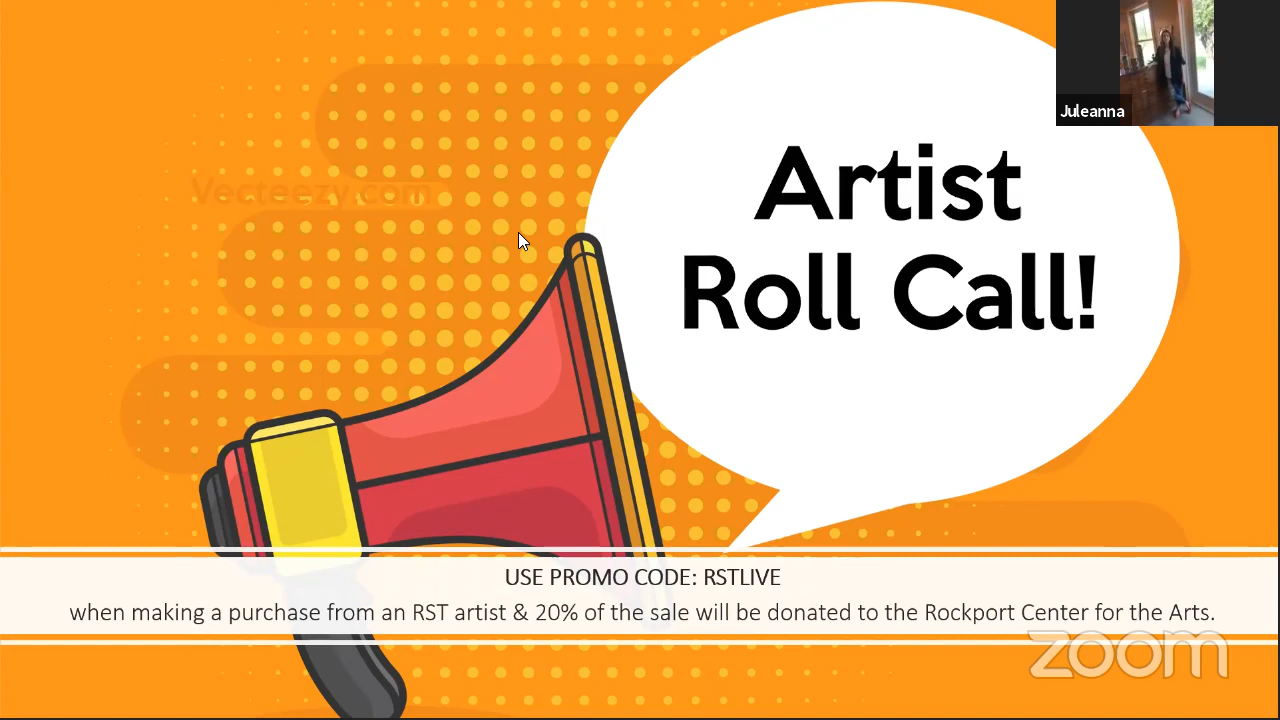 Juleanna
Vecteezy.com
Artist
Roll Call!
USE PROMO CODE: RSTLIVE
when making a purchase from an RST artist & 20% of the sale will be donated to the Rockport Center for the Arts.
zoom